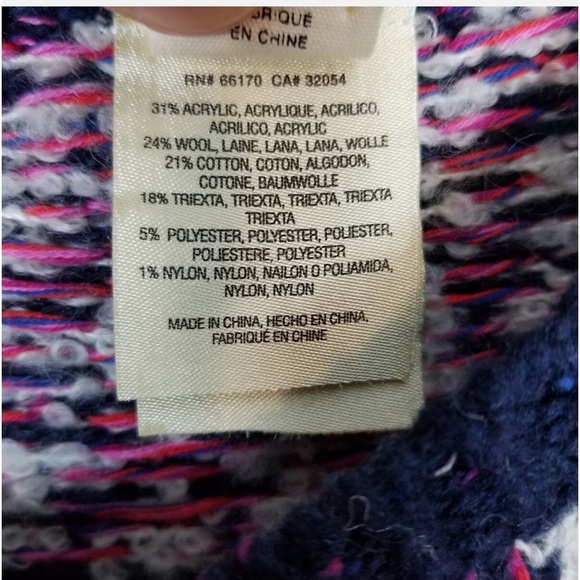 EN CHINE
RN# 66170 CA# 32054
31% ACRYLIC, ACRYLIQUE, ACRILICO,
ACRILICO, ACRYLIC
24% WOOL, LAINE, LANA, LANA, WOLLE
21% COTTON, COTON, ALGODON,
COTONE, BAUMWOLLE
18% TRIEXTA, TRIEXTA, TRIEXTA, TRIEXTA
TRIEXTA
5% POLYESTER, POLYESTER, POLIESTER,
POLIESTERE, POLYESTER
1% NYLON, NYLON, NAILON O POLIAMIDA,
NYLON, NYLON
MADE IN CHINA, HECHO EN CHINA,
FABRIQUÉ EN CHINE